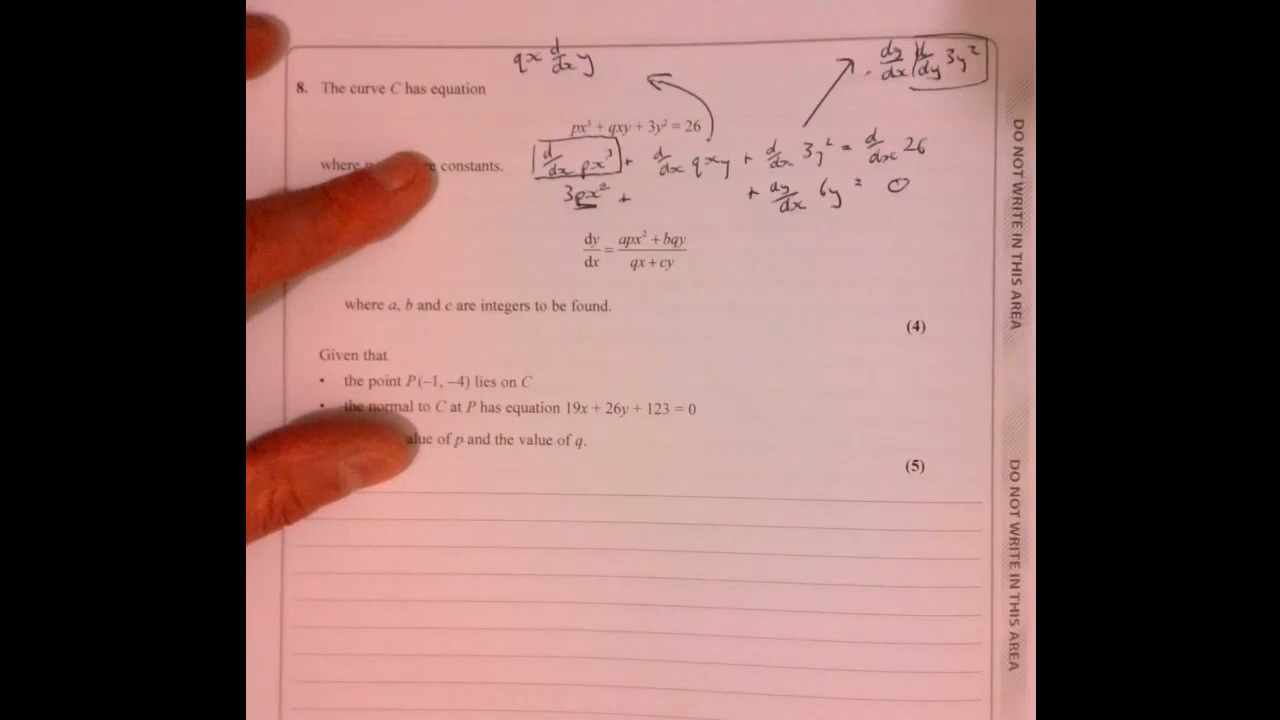 qx d/dx y
dy/dx d/dy 3y²
8. The curve C has equation
px³ + qxy + 3y² = 26
where constants.
d/dx px³ + d/dx qxy + d/dx 3y² = d/dx 26
3px² + + dy/dx 6y = 0
dy/dx = apx² + bqy / qx + cy
where a, b and c are integers to be found.
(4)
Given that
• the point P(−1, −4) lies on C
• the normal to C at P has equation 19x + 26y + 123 = 0
of p and the value of q.
(5)
DO NOT WRITE IN THIS AREA
DO NOT WRITE IN THIS AREA